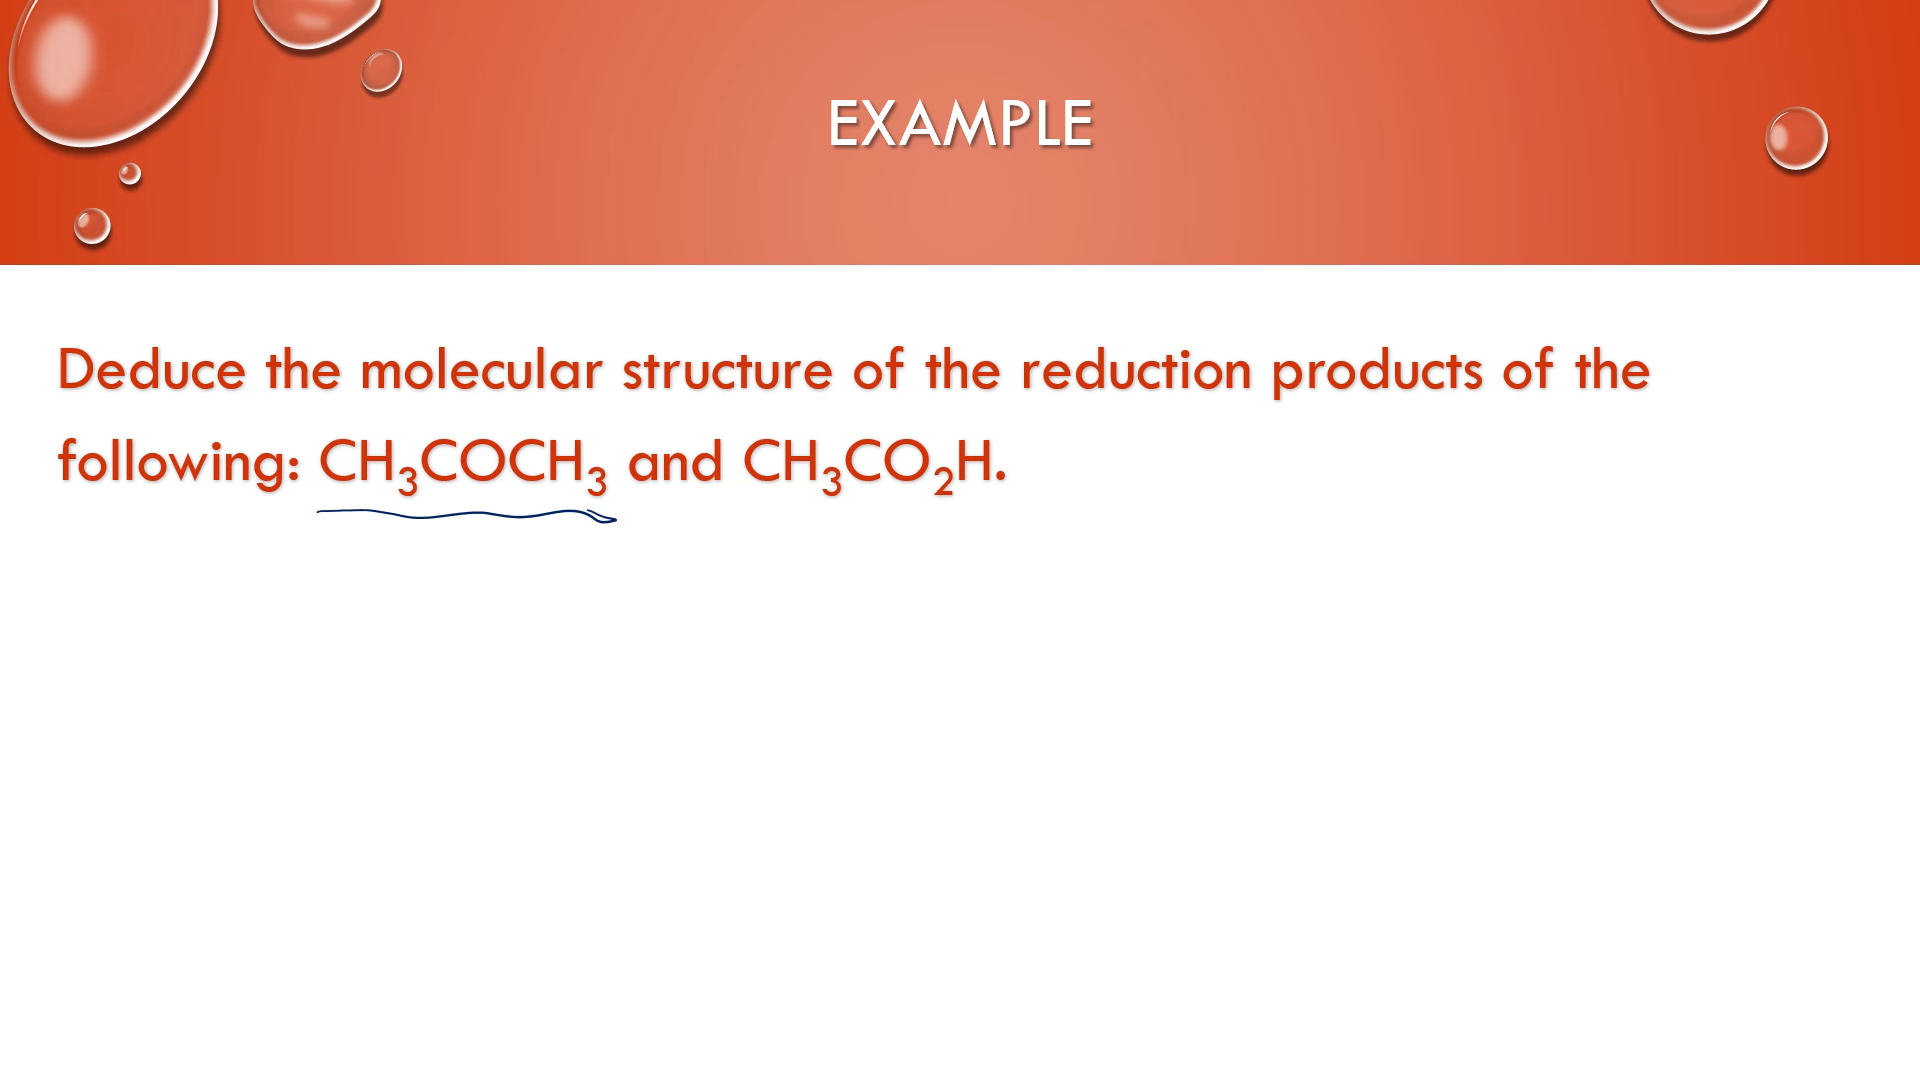 EXAMPLE
Deduce the molecular structure of the reduction products of the
following: CH₃COCH₃ and CH₃CO₂H.